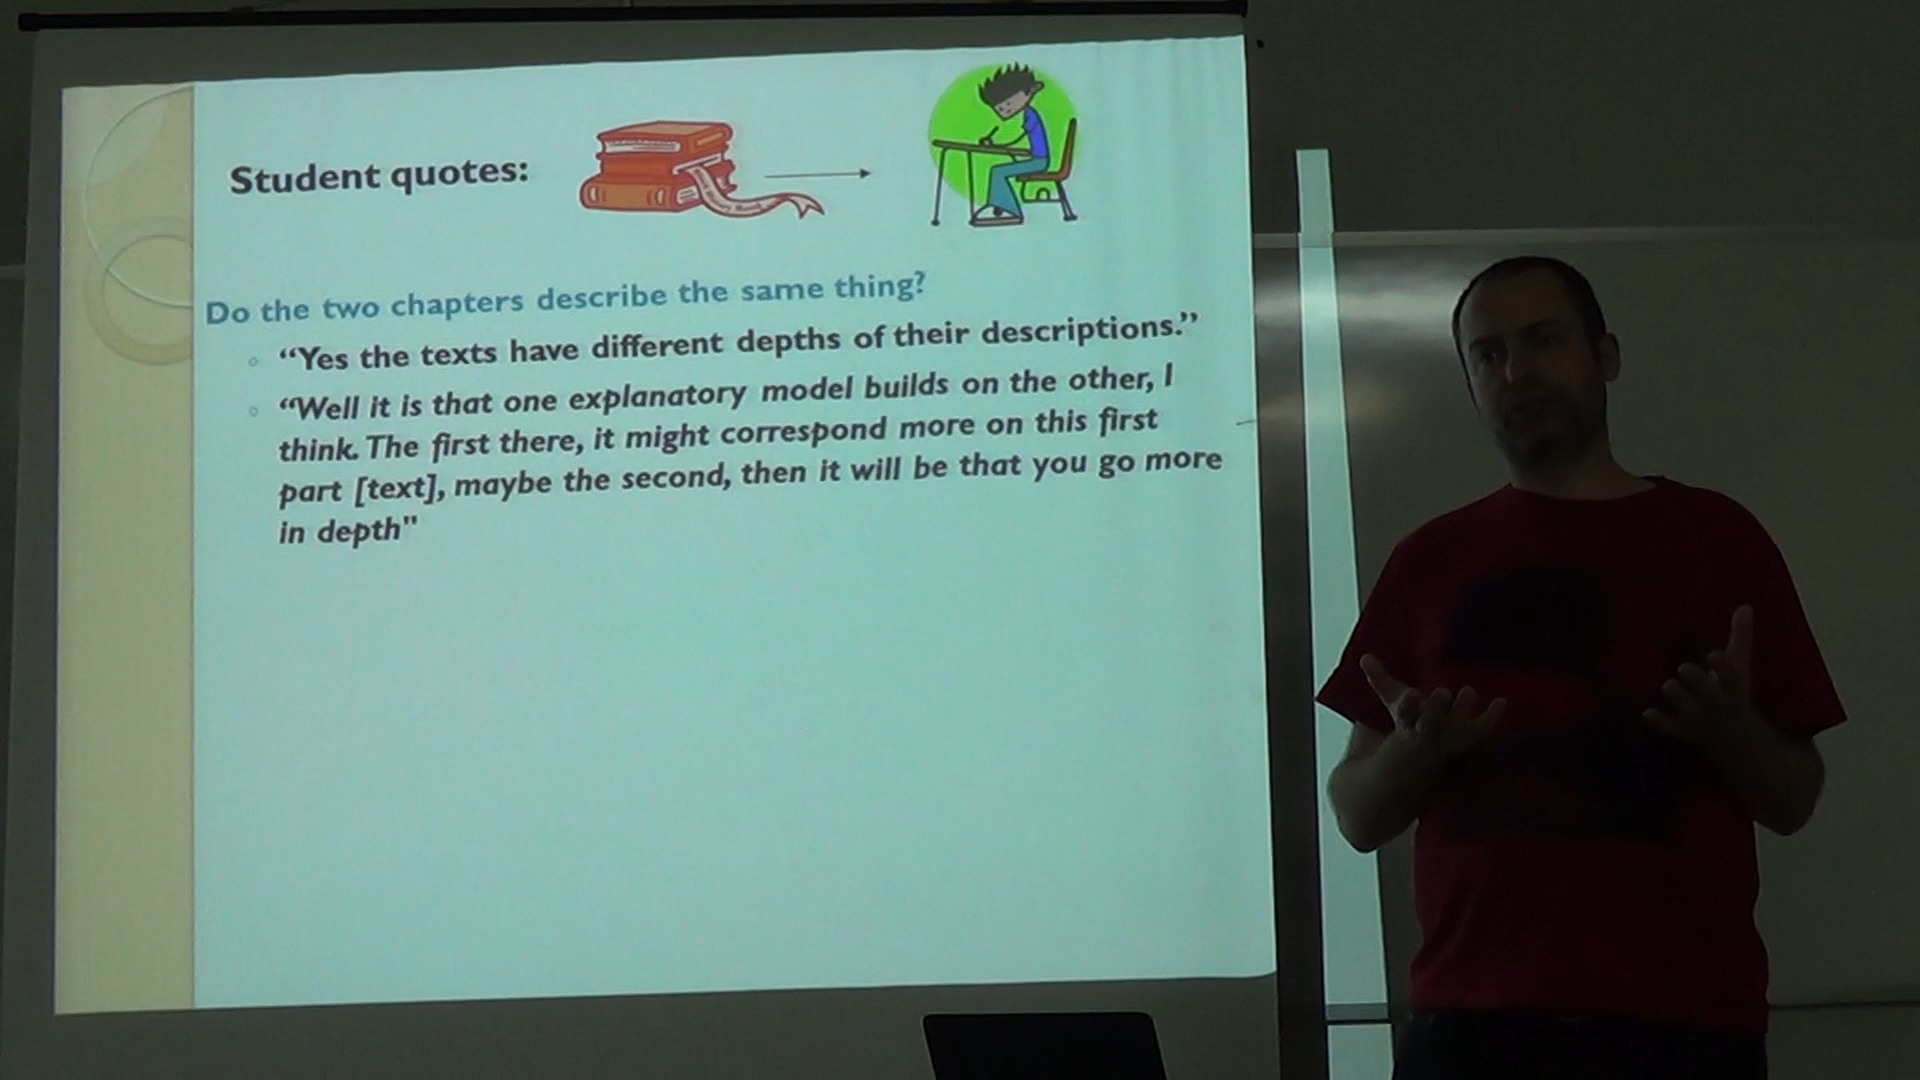 Student quotes:
Do the two chapters describe the same thing?
“Yes the texts have different depths of their descriptions.”
“Well it is that one explanatory model builds on the other, I
think. The first there, it might correspond more on this first
part [text], maybe the second, then it will be that you go more
in depth"